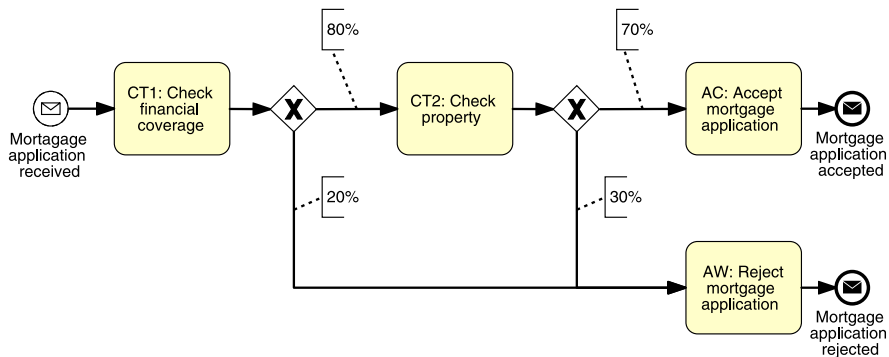 80%
70%
CT1: Check
financial
coverage
CT2: Check
property
AC: Accept
mortgage
application
Mortagage
application
received
Mortgage
application
accepted
20%
30%
AW: Reject
mortgage
application
Mortgage
application
rejected